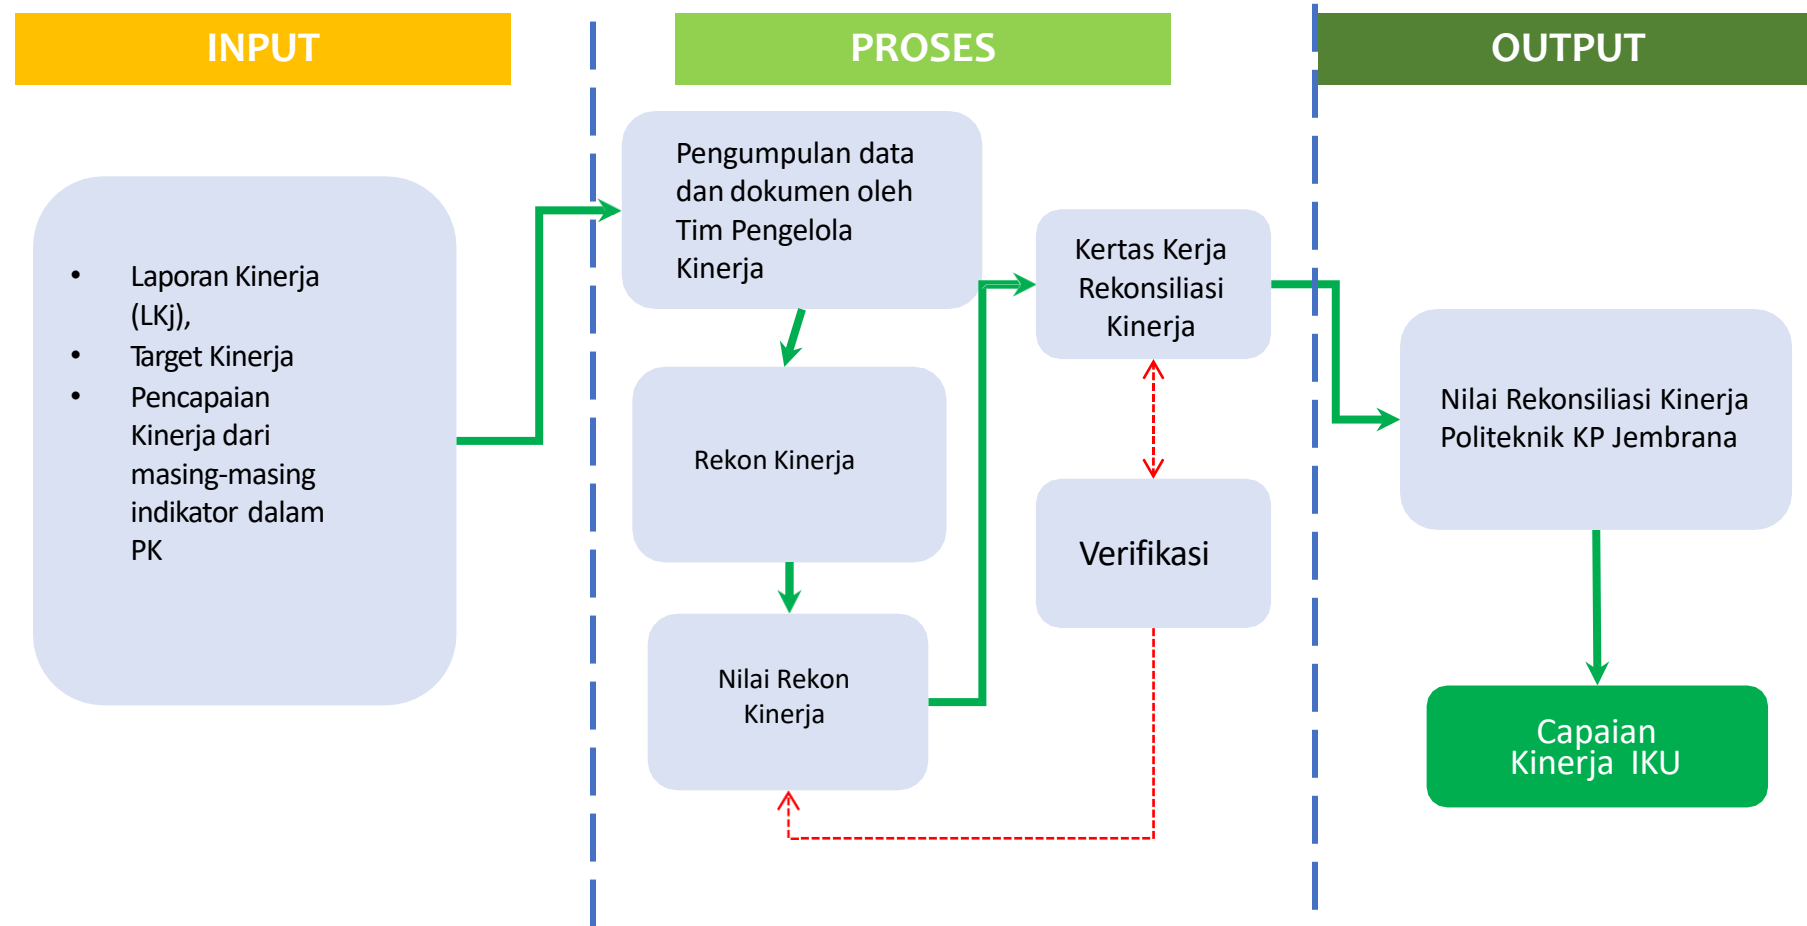 INPUT
PROSES
OUTPUT
• Laporan Kinerja
(LKj),
• Target Kinerja
• Pencapaian
Kinerja dari
masing-masing
indikator dalam
PK
Pengumpulan data
dan dokumen oleh
Tim Pengelola
Kinerja
Rekon Kinerja
Nilai Rekon
Kinerja
Kertas Kerja
Rekonsiliasi
Kinerja
Verifikasi
Nilai Rekonsiliasi Kinerja
Politeknik KP Jembrana
Capaian
Kinerja IKU